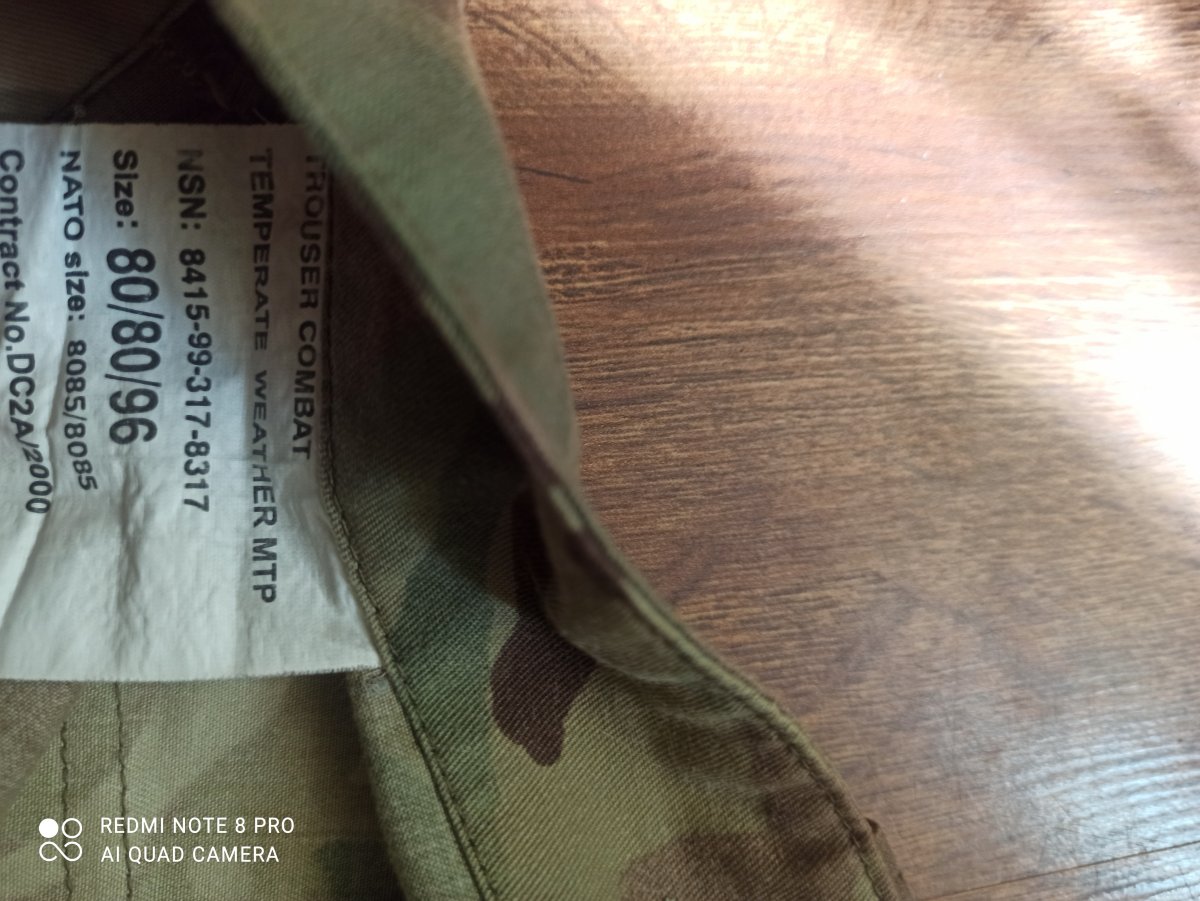 TROUSER COMBAT
TEMPERATE WEATHER MTP
NSN: 8415-99-317-8317
Size: 80/80/96
NATO size: 8085/8085
Contract No.DC2A/2000
REDMI NOTE 8 PRO
AI QUAD CAMERA